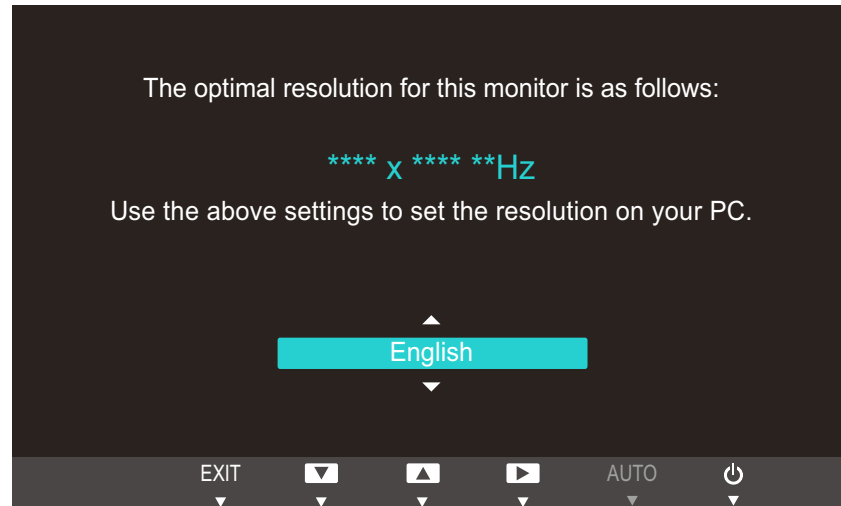 The optimal resolution for this monitor is as follows:
**** x **** **Hz
Use the above settings to set the resolution on your PC.
English
EXIT AUTO